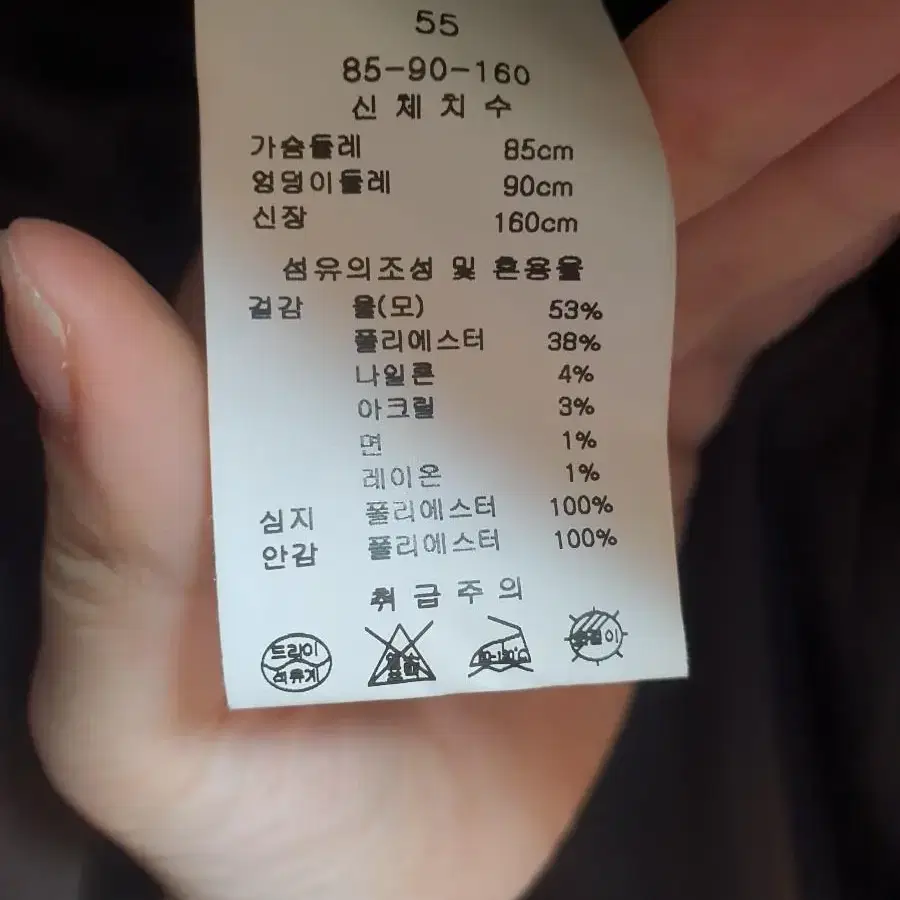 55
85-90-160
신체치수
가슴둘레 85cm
엉덩이둘레 90cm
신장 160cm
섬유의조성 및 혼용율
겉감 울(모) 53%
폴리에스터 38%
나일론 4%
아크릴 3%
면 1%
레이온 1%
심지 폴리에스터 100%
안감 폴리에스터 100%
취급주의
드라이
석유계